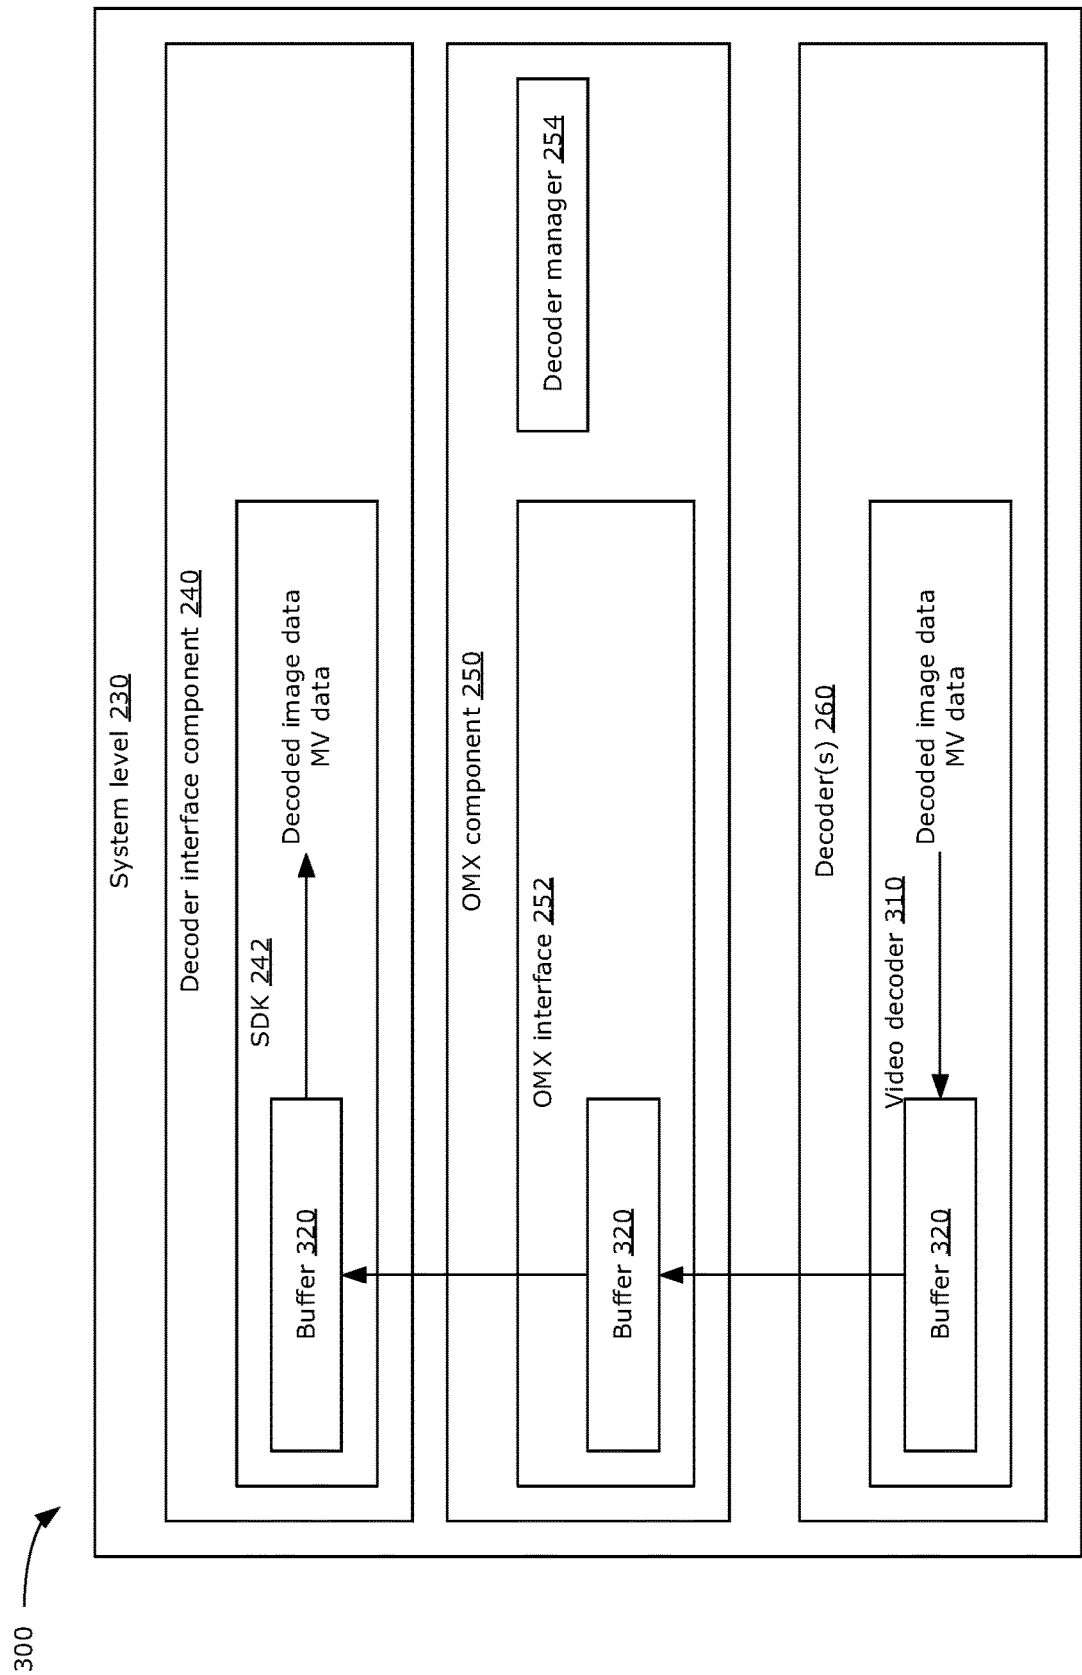 300
System level 230
Decoder interface component 240
SDK 242
Buffer 320
Decoded image data
MV data
OMX component 250
OMX interface 252
Buffer 320
Decoder manager 254
Decoder(s) 260
Video decoder 310
Buffer 320
Decoded image data
MV data